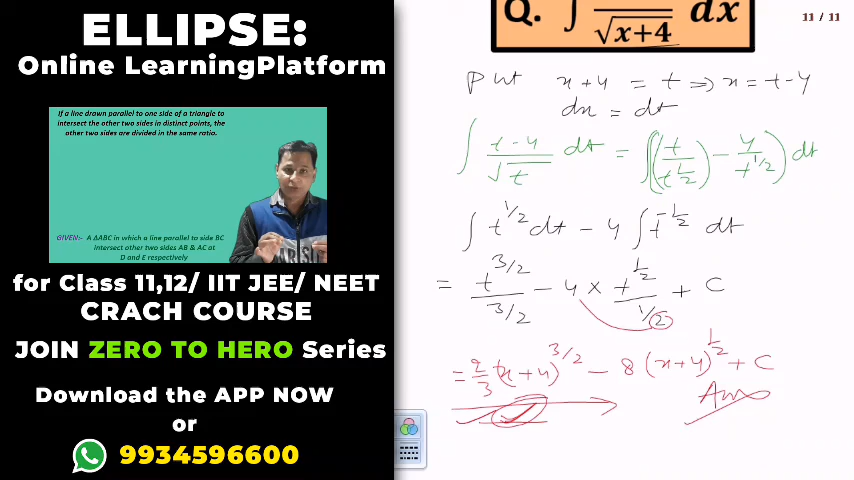 ELLIPSE:
Online LearningPlatform
If a line drawn parallel to one side of a triangle to
intersect the other two sides in distinct points, the
other two sides are divided in the same ratio.
GIVEN:- A ΔABC in which a line parallel to side BC
intersect other two sides AB & AC at
D and E respectively
for Class 11,12/ IIT JEE/ NEET
CRACH COURSE
JOIN ZERO TO HERO Series
Download the APP NOW
or
9934596600
11 / 11
Q. ∫ /√x+4 dx
Put x+4 = t ⇒ x = t-4
dx = dt
∫ t-4/√t dt = ∫(t/t^1/2 - 4/t^1/2) dt
∫ t^1/2 dt - 4 ∫ t^-1/2 dt
= t^3/2/3/2 - 4 × t^1/2/1/2 + C
= 2/3 (x+4)^3/2 - 8 (x+4)^1/2 + C
Ans